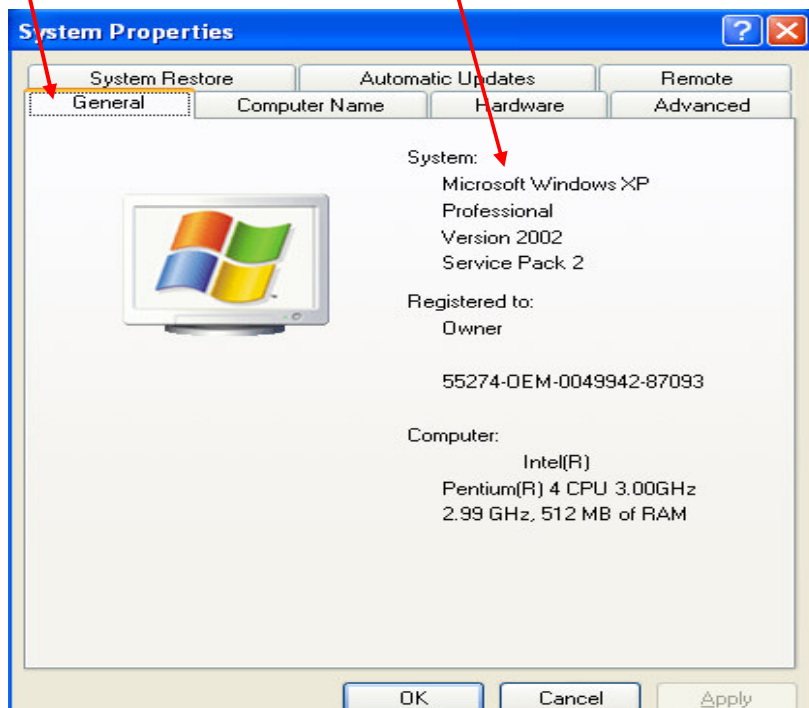 System Properties
System Restore Automatic Updates Remote
General Computer Name Hardware Advanced
System:
Microsoft Windows XP
Professional
Version 2002
Service Pack 2
Registered to:
Owner
55274-OEM-0049942-87093
Computer:
Intel(R)
Pentium(R) 4 CPU 3.00GHz
2.99 GHz, 512 MB of RAM
OK Cancel Apply